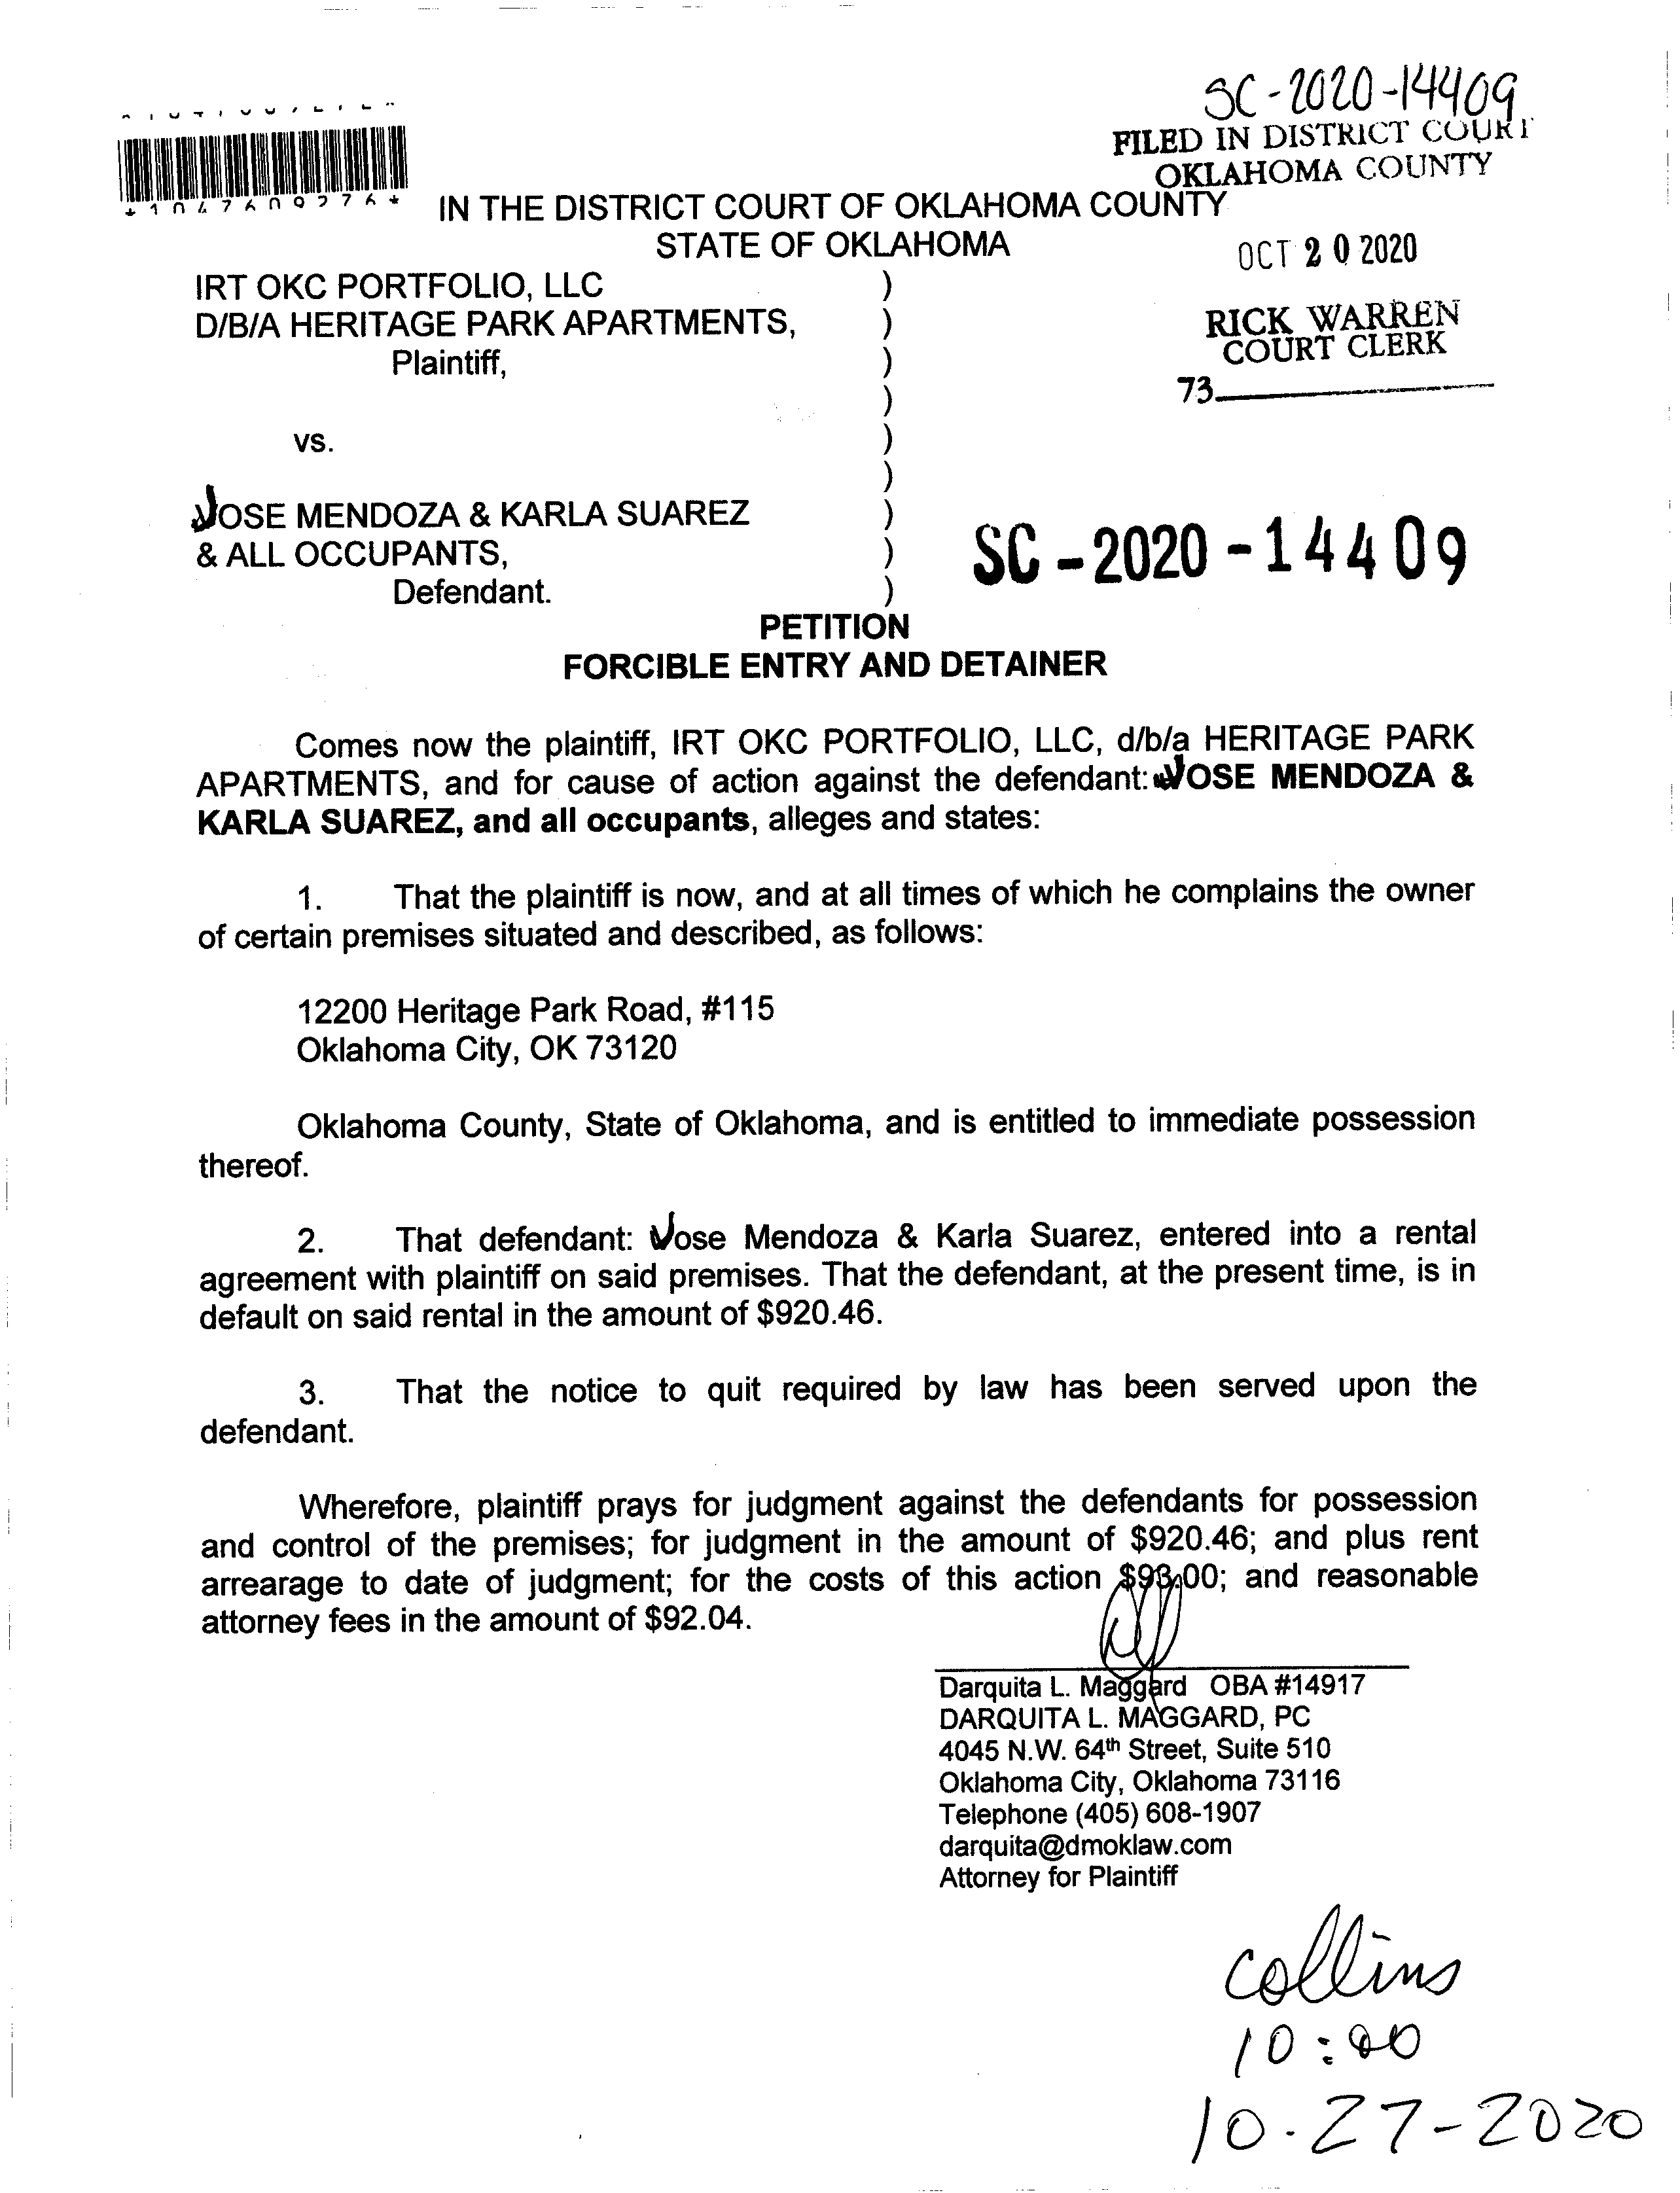 SC-2020-14409
FILED IN DISTRICT COURT
OKLAHOMA COUNTY
IN THE DISTRICT COURT OF OKLAHOMA COUNTY
STATE OF OKLAHOMA
OCT 20 2020
IRT OKC PORTFOLIO, LLC )
D/B/A HERITAGE PARK APARTMENTS, )
Plaintiff, )
RICK WARREN
COURT CLERK
73
)
vs. )
)
JOSE MENDOZA & KARLA SUAREZ )
& ALL OCCUPANTS, )
Defendant. )
SC-2020-14409
PETITION
FORCIBLE ENTRY AND DETAINER
Comes now the plaintiff, IRT OKC PORTFOLIO, LLC, d/b/a HERITAGE PARK
APARTMENTS, and for cause of action against the defendant: JOSE MENDOZA &
KARLA SUAREZ, and all occupants, alleges and states:
1. That the plaintiff is now, and at all times of which he complains the owner
of certain premises situated and described, as follows:
12200 Heritage Park Road, #115
Oklahoma City, OK 73120
Oklahoma County, State of Oklahoma, and is entitled to immediate possession
thereof.
2. That defendant: Jose Mendoza & Karla Suarez, entered into a rental
agreement with plaintiff on said premises. That the defendant, at the present time, is in
default on said rental in the amount of $920.46.
3. That the notice to quit required by law has been served upon the
defendant.
Wherefore, plaintiff prays for judgment against the defendants for possession
and control of the premises; for judgment in the amount of $920.46; and plus rent
arrearage to date of judgment; for the costs of this action $93.00; and reasonable
attorney fees in the amount of $92.04.
Darquita L. Maggard OBA #14917
DARQUITA L. MAGGARD, PC
4045 N.W. 64th Street, Suite 510
Oklahoma City, Oklahoma 73116
Telephone (405) 608-1907
darquita@dmoklaw.com
Attorney for Plaintiff
collins
10:00
10-27-2020